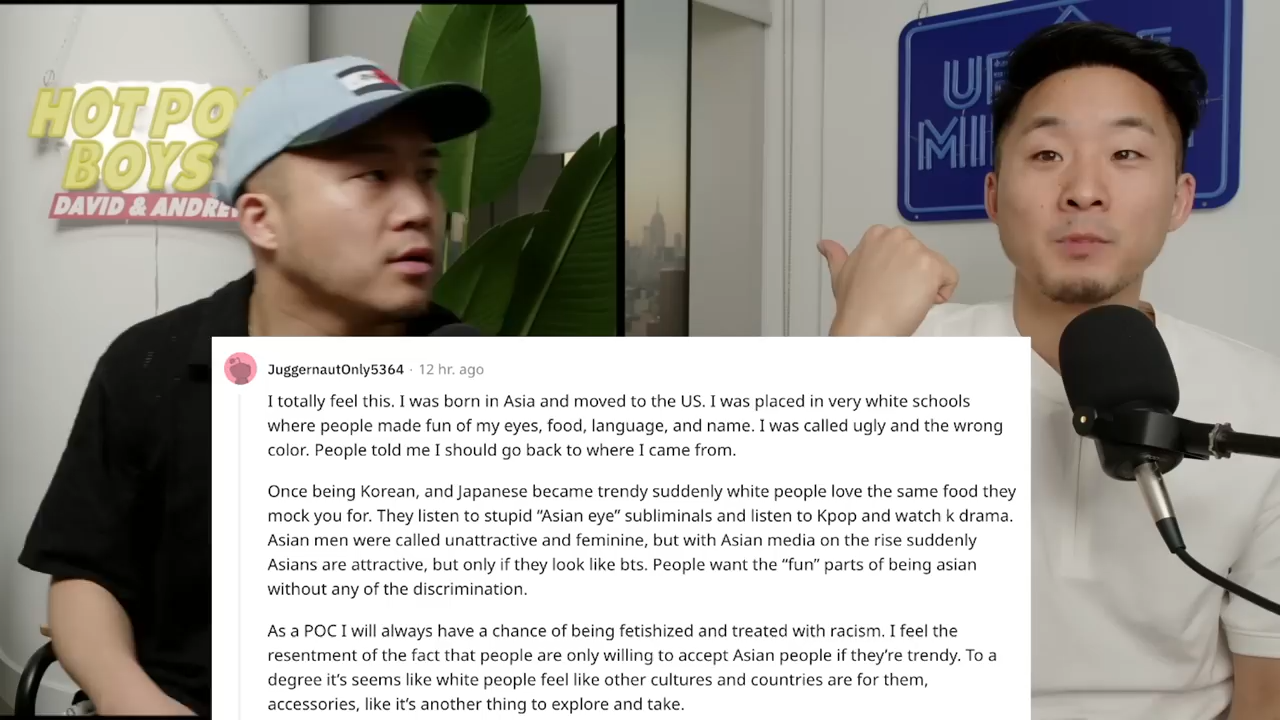 HOT PO
BOYS
DAVID & ANDRE
JuggernautOnly5364 · 12 hr. ago
I totally feel this. I was born in Asia and moved to the US. I was placed in very white schools
where people made fun of my eyes, food, language, and name. I was called ugly and the wrong
color. People told me I should go back to where I came from.
Once being Korean, and Japanese became trendy suddenly white people love the same food they
mock you for. They listen to stupid “Asian eye” subliminals and listen to Kpop and watch k drama.
Asian men were called unattractive and feminine, but with Asian media on the rise suddenly
Asians are attractive, but only if they look like bts. People want the “fun” parts of being asian
without any of the discrimination.
As a POC I will always have a chance of being fetishized and treated with racism. I feel the
resentment of the fact that people are only willing to accept Asian people if they’re trendy. To a
degree it’s seems like white people feel like other cultures and countries are for them,
accessories, like it’s another thing to explore and take.